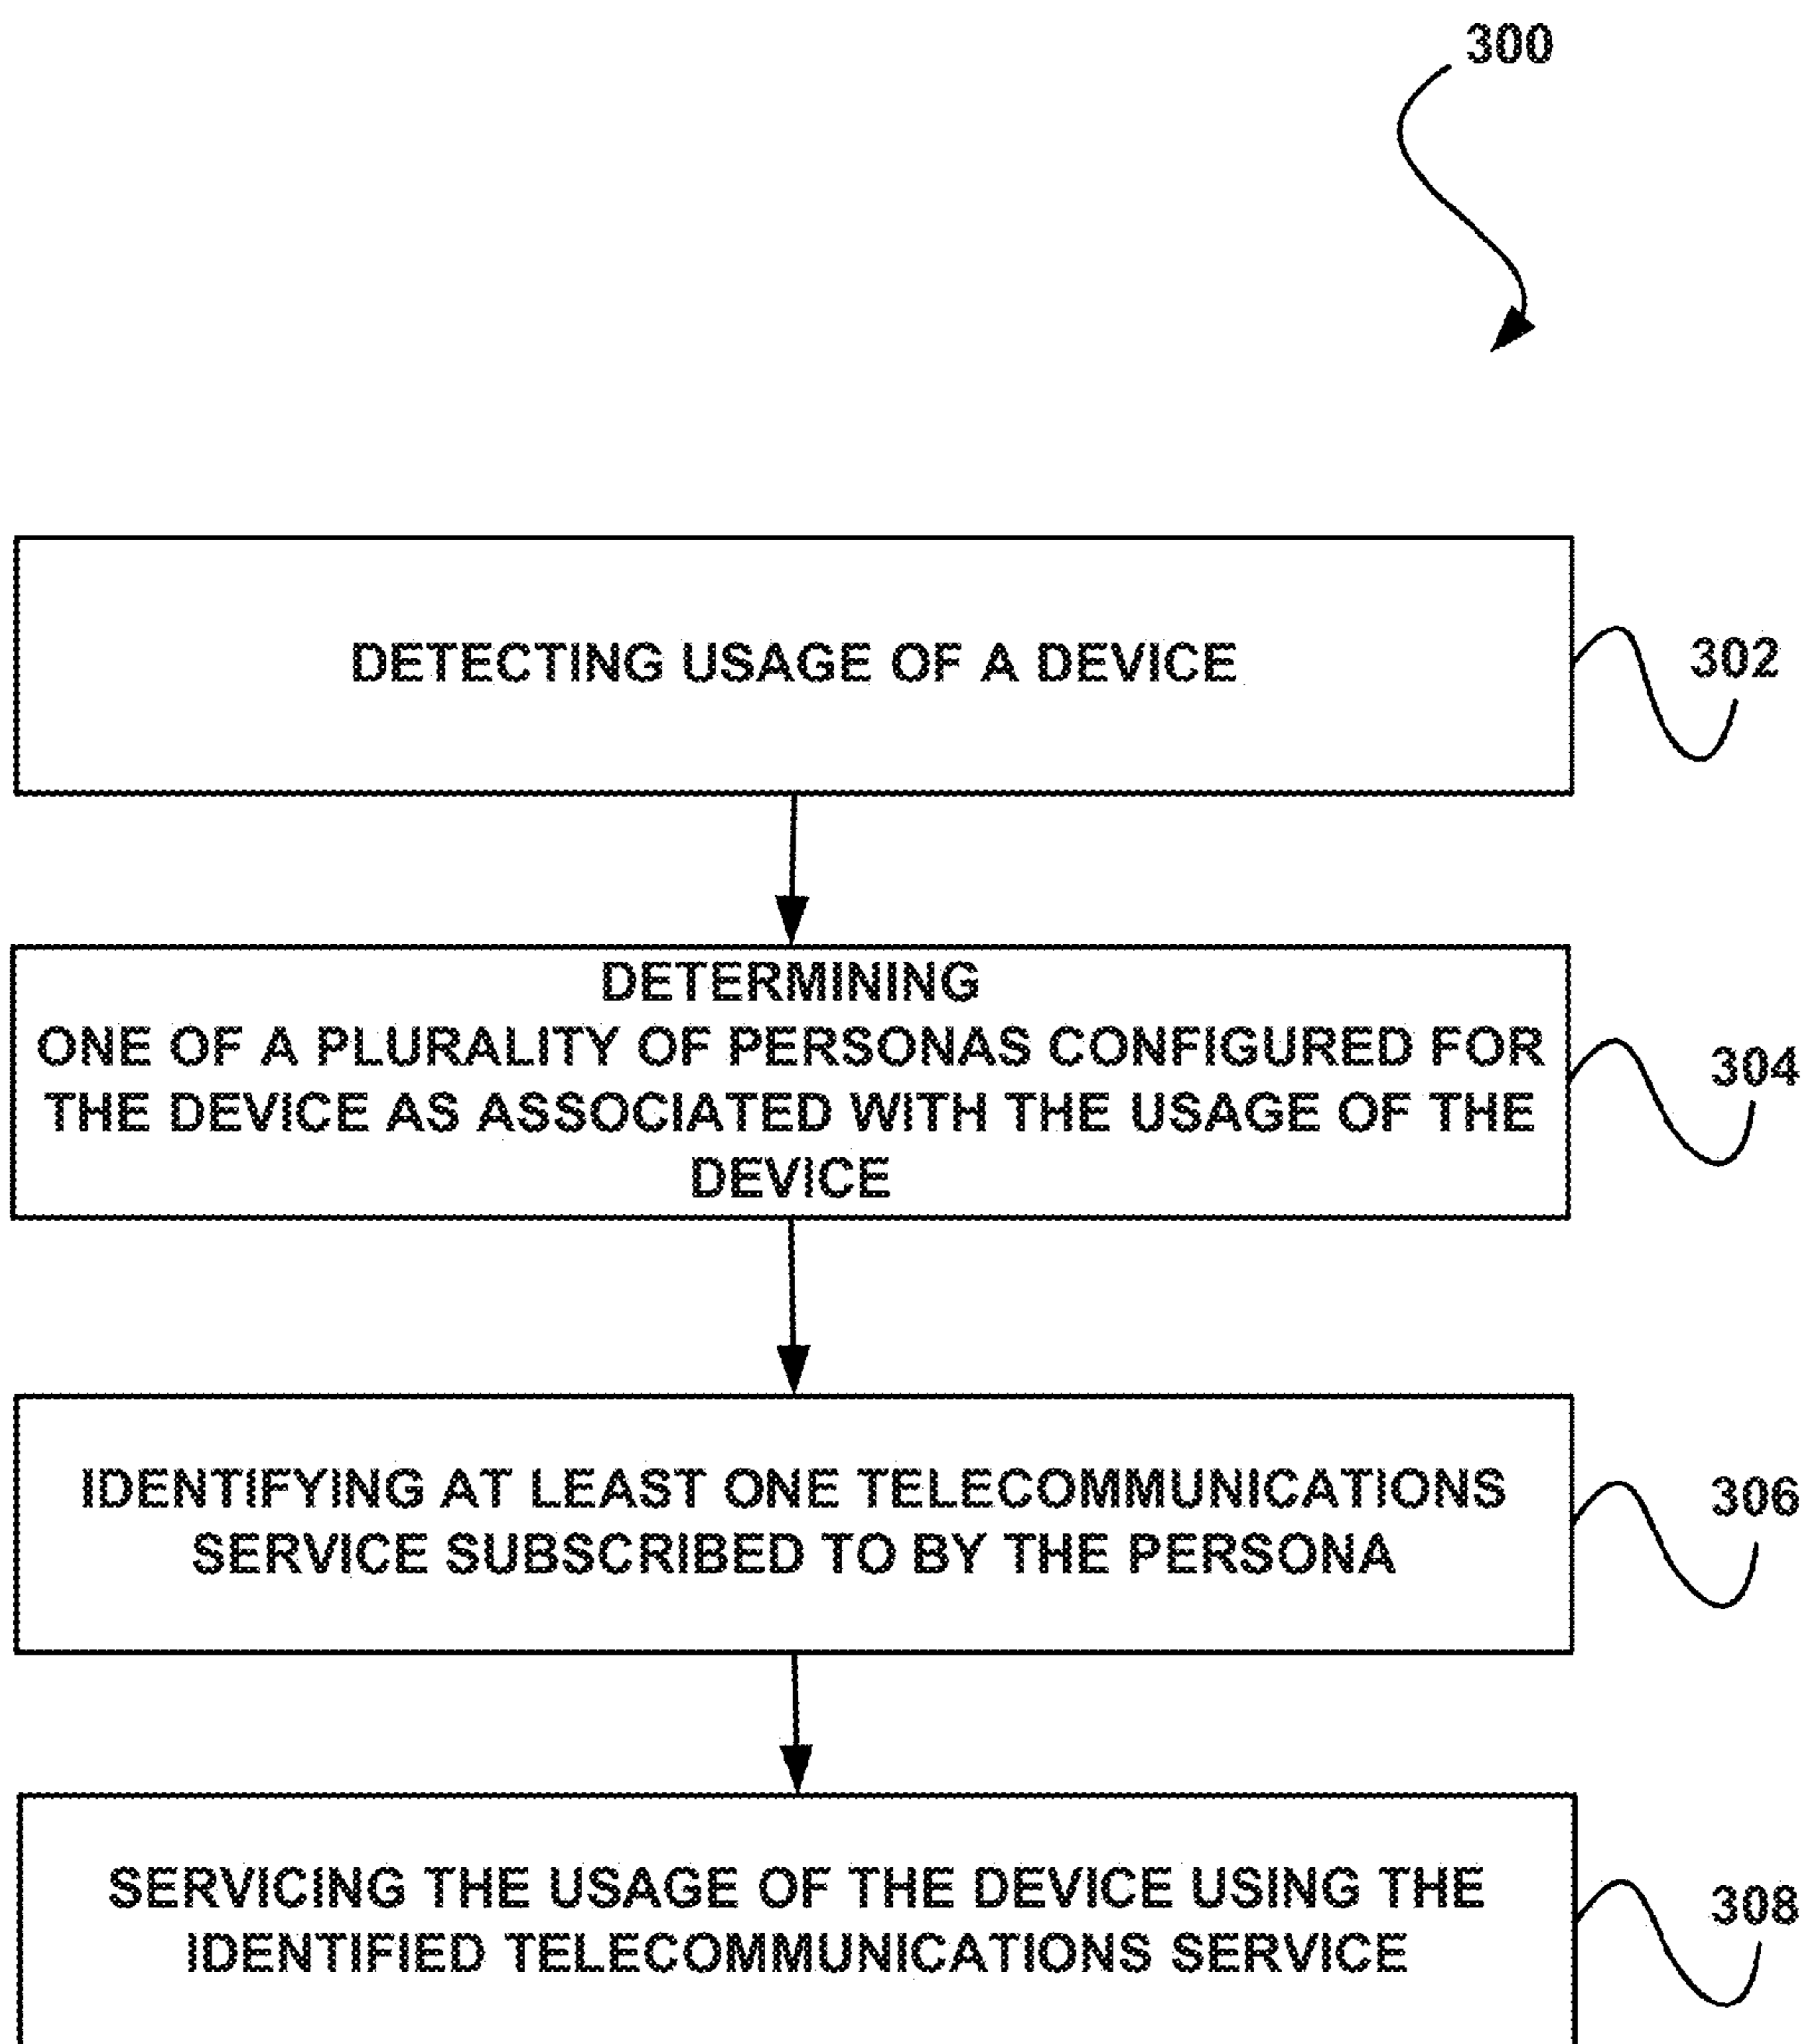 300
DETECTING USAGE OF A DEVICE
302
DETERMINING
ONE OF A PLURALITY OF PERSONAS CONFIGURED FOR
THE DEVICE AS ASSOCIATED WITH THE USAGE OF THE
DEVICE
304
IDENTIFYING AT LEAST ONE TELECOMMUNICATIONS
SERVICE SUBSCRIBED TO BY THE PERSONA
306
SERVICING THE USAGE OF THE DEVICE USING THE
IDENTIFIED TELECOMMUNICATIONS SERVICE
308